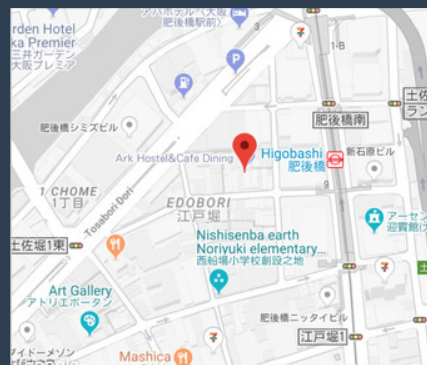 アパホテル〈大阪
肥後橋駅前〉
rden Hotel
ka Premier
三井ガーデン
大阪プレミア
1-B
P
土佐
ラン
肥後橋南
肥後橋シミズビル
Ark Hostel&Cafe Dining
Higobashi
肥後橋
新石原ビル
9
1 CHOME
1丁目
EDOBORI
江戸堀
Tosabori-Dori
アーセン
迎賓館(大
土佐堀1東
Nishisenba earth
Noriyuki elementary...
西船場小学校創設之地
土
Art Gallery
アトリエポータン
肥後橋ニッタイビル
江戸堀1
ザイドーメゾン
Mashica